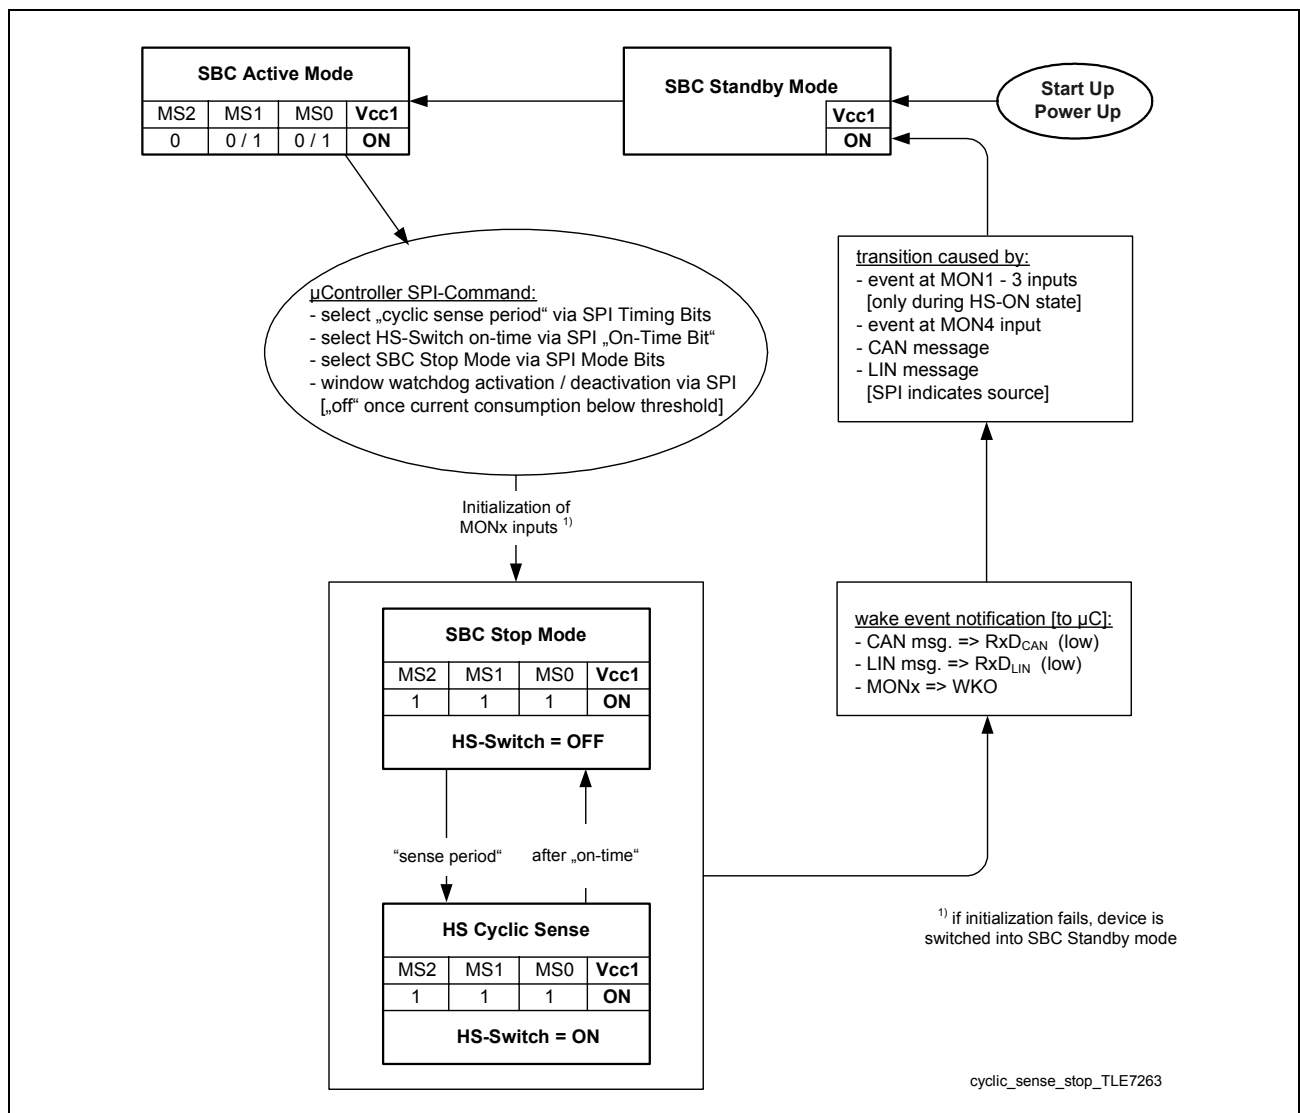 SBC Active Mode
MS2 MS1 MS0 Vcc1
0 0 / 1 0 / 1 ON
SBC Standby Mode
Vcc1
ON
Start Up
Power Up
µController SPI-Command:
- select „cyclic sense period“ via SPI Timing Bits
- select HS-Switch on-time via SPI „On-Time Bit“
- select SBC Stop Mode via SPI Mode Bits
- window watchdog activation / deactivation via SPI
[„off“ once current consumption below threshold]
transition caused by:
- event at MON1 - 3 inputs
[only during HS-ON state]
- event at MON4 input
- CAN message
- LIN message
[SPI indicates source]
Initialization of
MONx inputs 1)
SBC Stop Mode
MS2 MS1 MS0 Vcc1
1 1 1 ON
HS-Switch = OFF
wake event notification [to µC]:
- CAN msg. => RxDCAN (low)
- LIN msg. => RxDLIN (low)
- MONx => WKO
“sense period“ after „on-time“
HS Cyclic Sense
MS2 MS1 MS0 Vcc1
1 1 1 ON
HS-Switch = ON
1) if initialization fails, device is
switched into SBC Standby mode
cyclic_sense_stop_TLE7263